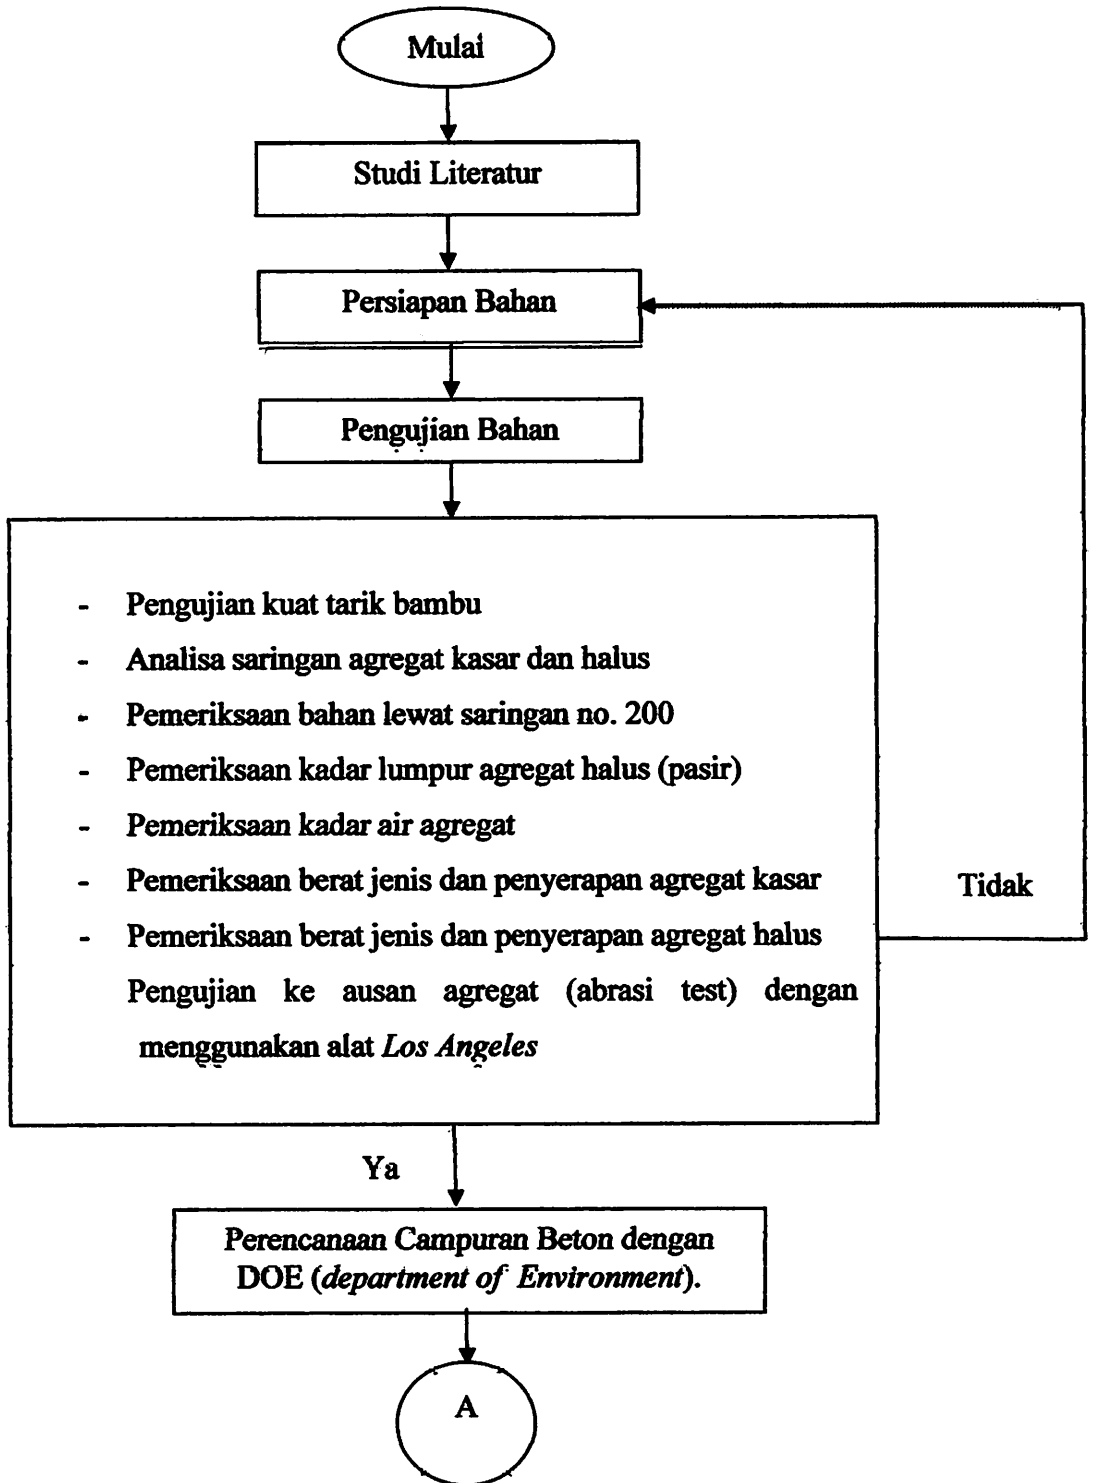 Mulai
Studi Literatur
Persiapan Bahan
Pengujian Bahan
- Pengujian kuat tarik bambu
- Analisa saringan agregat kasar dan halus
- Pemeriksaan bahan lewat saringan no. 200
- Pemeriksaan kadar lumpur agregat halus (pasir)
- Pemeriksaan kadar air agregat
- Pemeriksaan berat jenis dan penyerapan agregat kasar
- Pemeriksaan berat jenis dan penyerapan agregat halus
Pengujian ke ausan agregat (abrasi test) dengan
menggunakan alat Los Angeles
Tidak
Ya
Perencanaan Campuran Beton dengan
DOE (department of Environment).
A